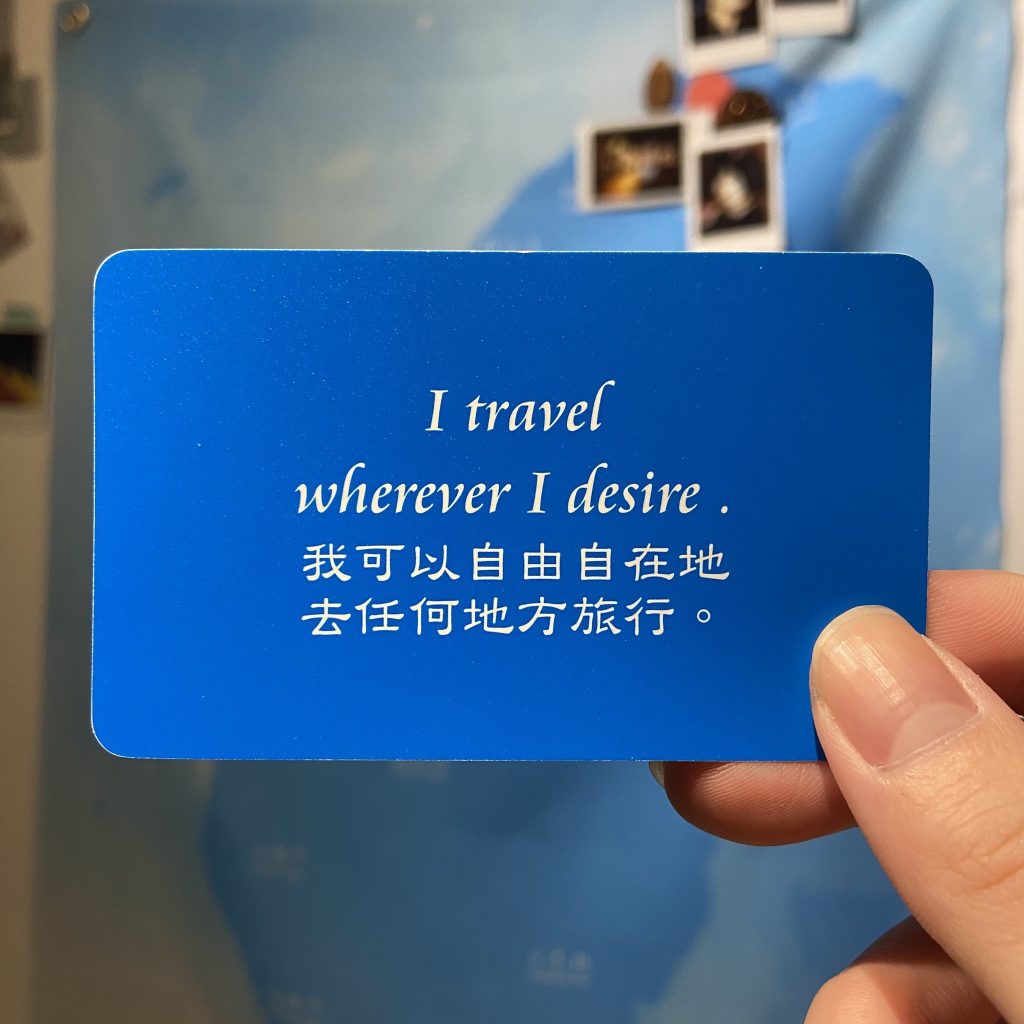 I travel
wherever I desire .
我可以自由自在地
去任何地方旅行。